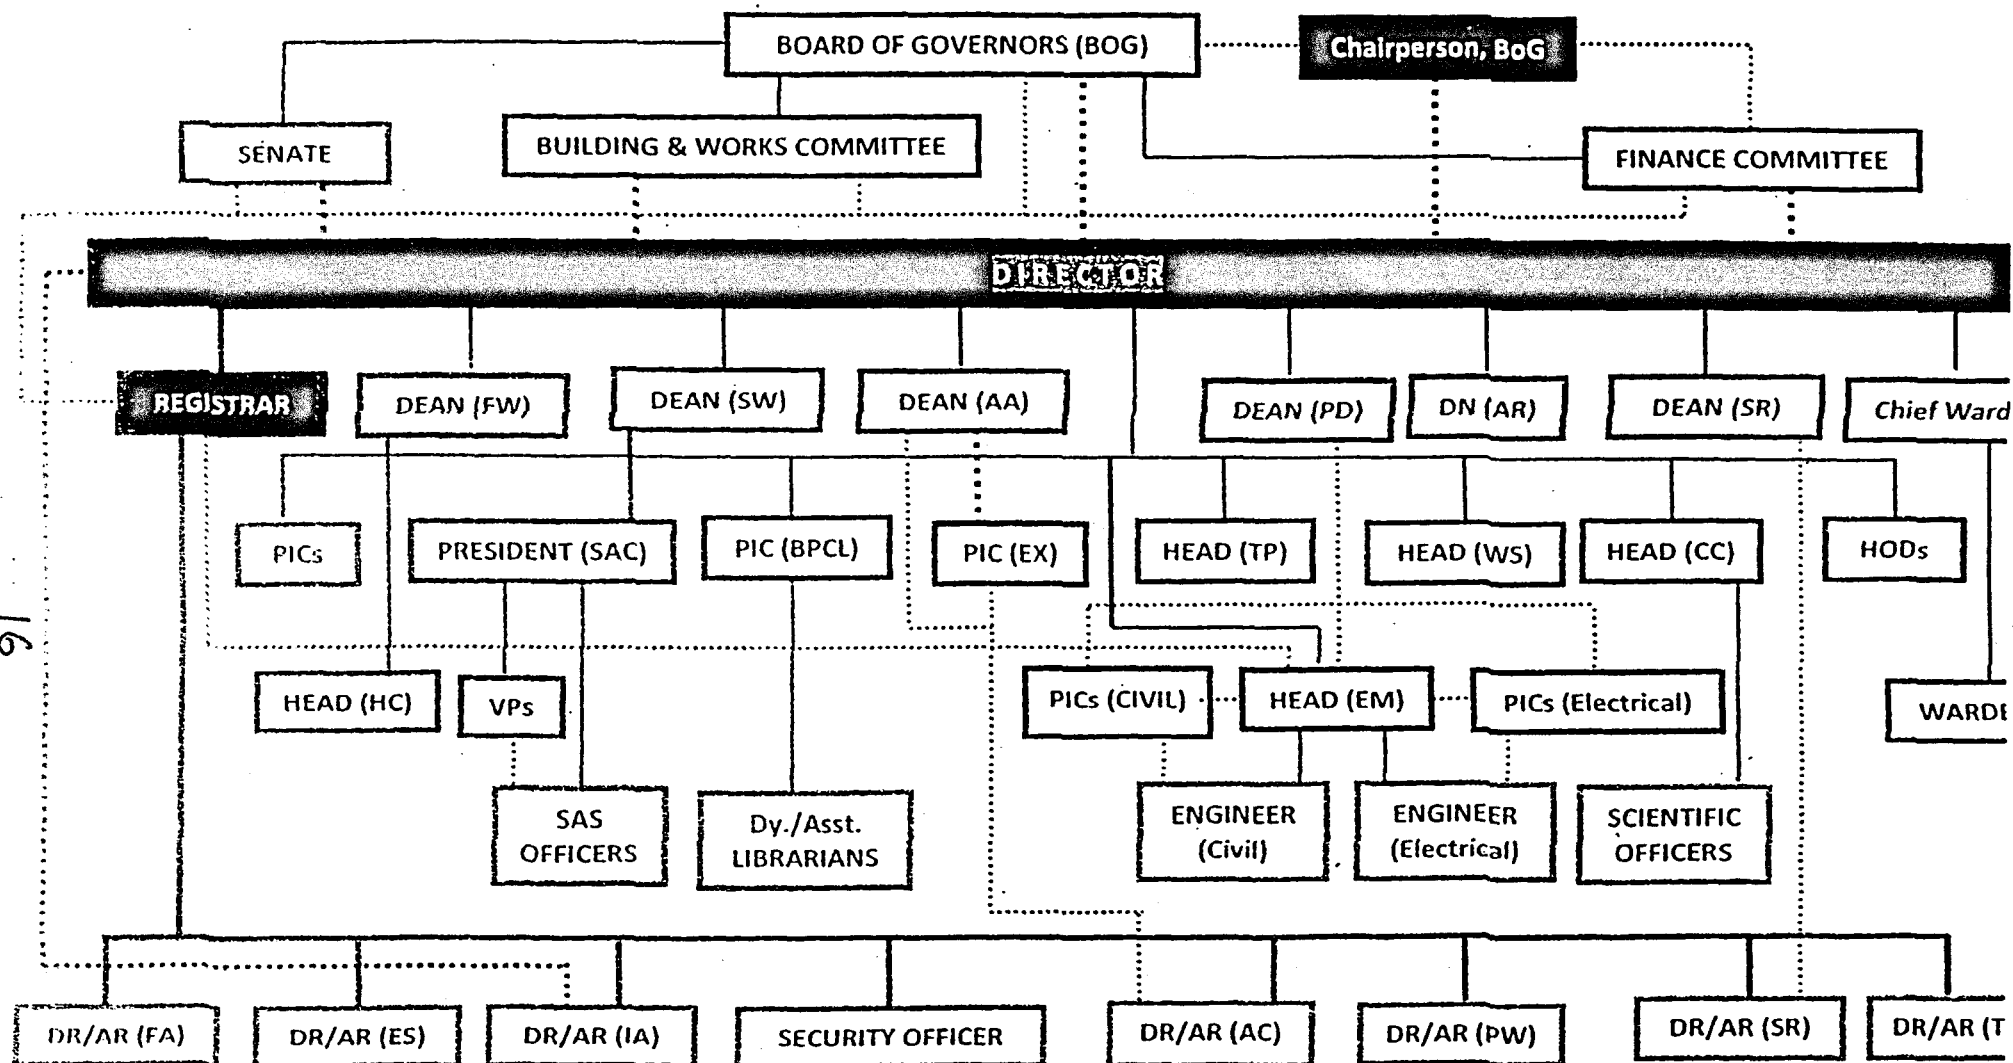 BOARD OF GOVERNORS (BOG)
Chairperson, BoG
SENATE
BUILDING & WORKS COMMITTEE
FINANCE COMMITTEE
DIRECTOR
REGISTRAR
DEAN (FW)
DEAN (SW)
DEAN (AA)
DEAN (PD)
DN (AR)
DEAN (SR)
Chief Ward
PICs
PRESIDENT (SAC)
PIC (BPCL)
PIC (EX)
HEAD (TP)
HEAD (WS)
HEAD (CC)
HODs
16
HEAD (HC)
VPs
PICs (CIVIL)
HEAD (EM)
PICs (Electrical)
WARDE
SAS
OFFICERS
Dy./Asst.
LIBRARIANS
ENGINEER
(Civil)
ENGINEER
(Electrical)
SCIENTIFIC
OFFICERS
DR/AR (FA)
DR/AR (ES)
DR/AR (IA)
SECURITY OFFICER
DR/AR (AC)
DR/AR (PW)
DR/AR (SR)
DR/AR (T